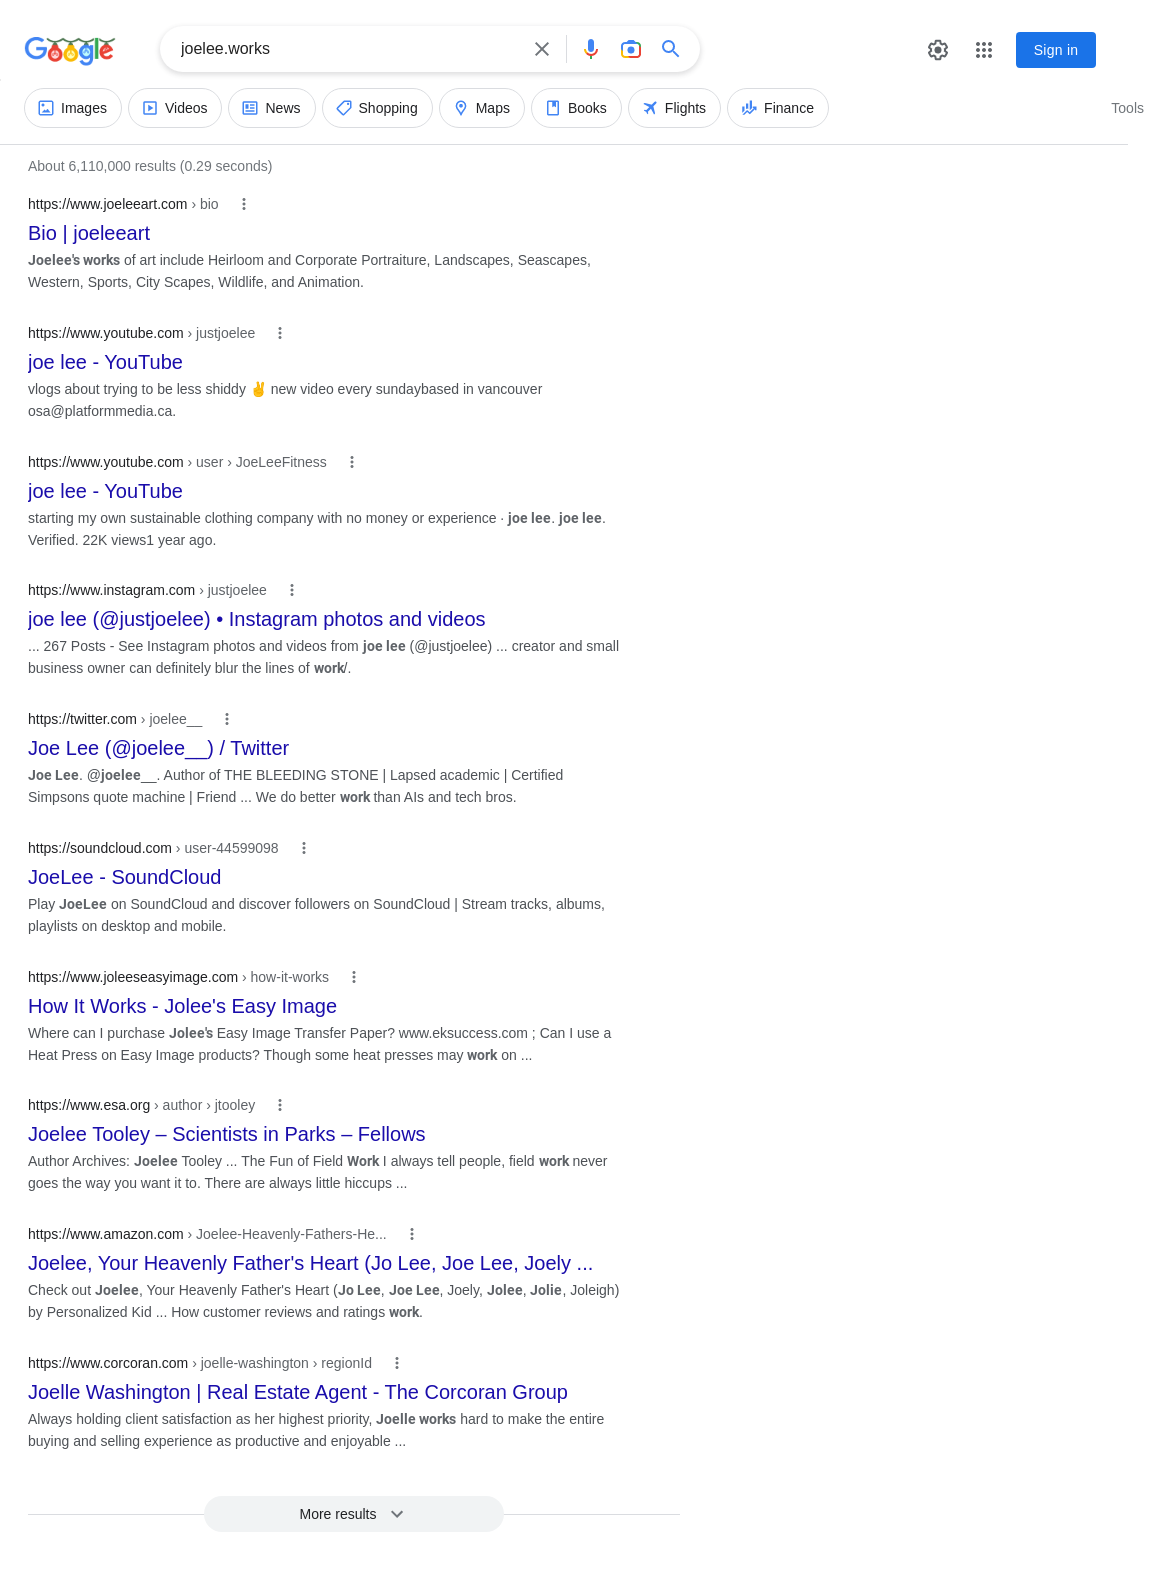 Google
joelee.works
Sign in
Images
Videos
News
Shopping
Maps
Books
Flights
Finance
Tools
About 6,110,000 results (0.29 seconds)
https://www.joeleeart.com › bio
Bio | joeleeart
Joelee's works of art include Heirloom and Corporate Portraiture, Landscapes, Seascapes,
Western, Sports, City Scapes, Wildlife, and Animation.
https://www.youtube.com › justjoelee
joe lee - YouTube
vlogs about trying to be less shiddy ✌️ new video every sundaybased in vancouver
osa@platformmedia.ca.
https://www.youtube.com › user › JoeLeeFitness
joe lee - YouTube
starting my own sustainable clothing company with no money or experience · joe lee. joe lee.
Verified. 22K views1 year ago.
https://www.instagram.com › justjoelee
joe lee (@justjoelee) • Instagram photos and videos
... 267 Posts - See Instagram photos and videos from joe lee (@justjoelee) ... creator and small
business owner can definitely blur the lines of work/.
https://twitter.com › joelee__
Joe Lee (@joelee__) / Twitter
Joe Lee. @joelee__. Author of THE BLEEDING STONE | Lapsed academic | Certified
Simpsons quote machine | Friend ... We do better work than AIs and tech bros.
https://soundcloud.com › user-44599098
JoeLee - SoundCloud
Play JoeLee on SoundCloud and discover followers on SoundCloud | Stream tracks, albums,
playlists on desktop and mobile.
https://www.joleeseasyimage.com › how-it-works
How It Works - Jolee's Easy Image
Where can I purchase Jolee's Easy Image Transfer Paper? www.eksuccess.com ; Can I use a
Heat Press on Easy Image products? Though some heat presses may work on ...
https://www.esa.org › author › jtooley
Joelee Tooley – Scientists in Parks – Fellows
Author Archives: Joelee Tooley ... The Fun of Field Work I always tell people, field work never
goes the way you want it to. There are always little hiccups ...
https://www.amazon.com › Joelee-Heavenly-Fathers-He...
Joelee, Your Heavenly Father's Heart (Jo Lee, Joe Lee, Joely ...
Check out Joelee, Your Heavenly Father's Heart (Jo Lee, Joe Lee, Joely, Jolee, Jolie, Joleigh)
by Personalized Kid ... How customer reviews and ratings work.
https://www.corcoran.com › joelle-washington › regionId
Joelle Washington | Real Estate Agent - The Corcoran Group
Always holding client satisfaction as her highest priority, Joelle works hard to make the entire
buying and selling experience as productive and enjoyable ...
More results